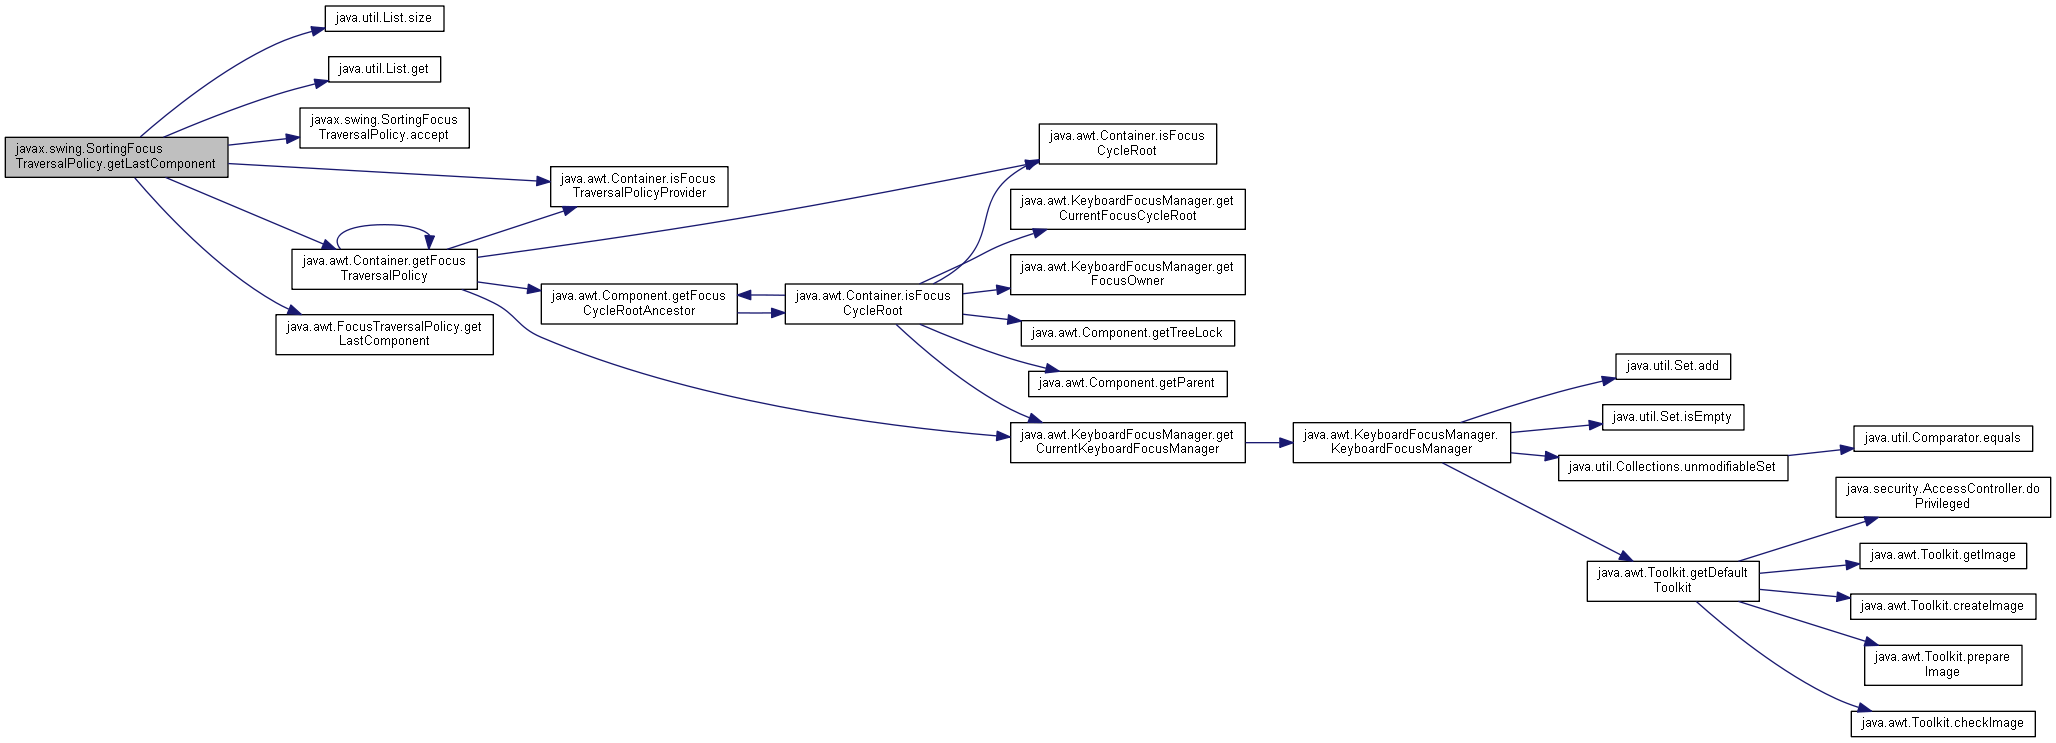 java.util.List.size
java.util.List.get
javax.swing.SortingFocus
TraversalPolicy.accept
javax.swing.SortingFocus
TraversalPolicy.getLastComponent
java.awt.Container.isFocus
TraversalPolicyProvider
java.awt.Container.getFocus
TraversalPolicy
java.awt.FocusTraversalPolicy.get
LastComponent
java.awt.Component.getFocus
CycleRootAncestor
java.awt.Container.isFocus
CycleRoot
java.awt.Container.isFocus
CycleRoot
java.awt.KeyboardFocusManager.get
CurrentFocusCycleRoot
java.awt.KeyboardFocusManager.get
FocusOwner
java.awt.Component.getTreeLock
java.awt.Component.getParent
java.awt.KeyboardFocusManager.get
CurrentKeyboardFocusManager
java.awt.KeyboardFocusManager.
KeyboardFocusManager
java.util.Set.add
java.util.Set.isEmpty
java.util.Collections.unmodifiableSet
java.util.Comparator.equals
java.awt.Toolkit.getDefault
Toolkit
java.security.AccessController.do
Privileged
java.awt.Toolkit.getImage
java.awt.Toolkit.createImage
java.awt.Toolkit.prepare
Image
java.awt.Toolkit.checkImage